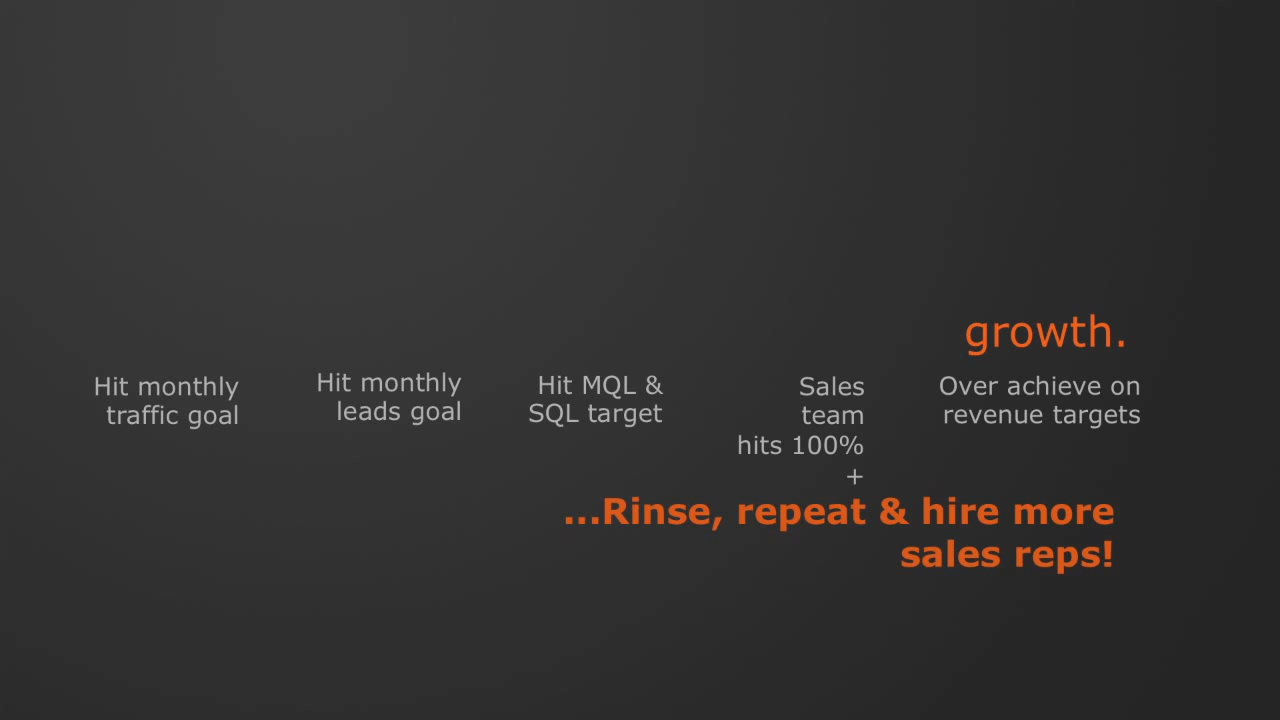 growth.
Hit monthly
traffic goal
Hit monthly
leads goal
Hit MQL &
SQL target
Sales
team
hits 100%
+
Over achieve on
revenue targets
...Rinse, repeat & hire more
sales reps!